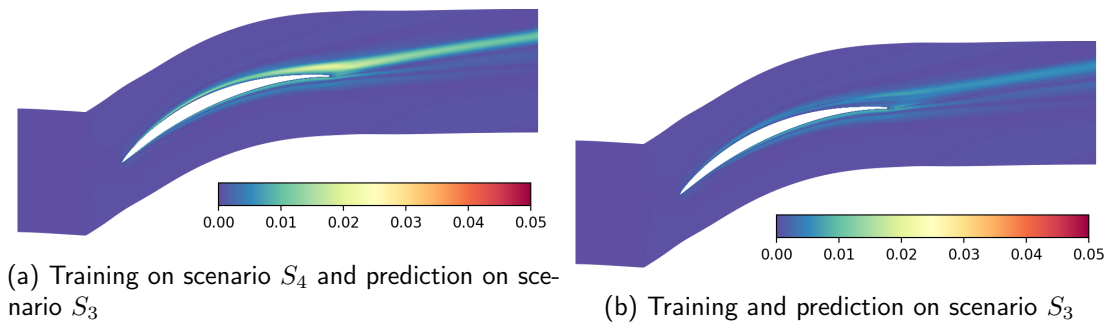 0.00 0.01 0.02 0.03 0.04 0.05
(a) Training on scenario S₄ and prediction on sce-
nario S₃
0.00 0.01 0.02 0.03 0.04 0.05
(b) Training and prediction on scenario S₃